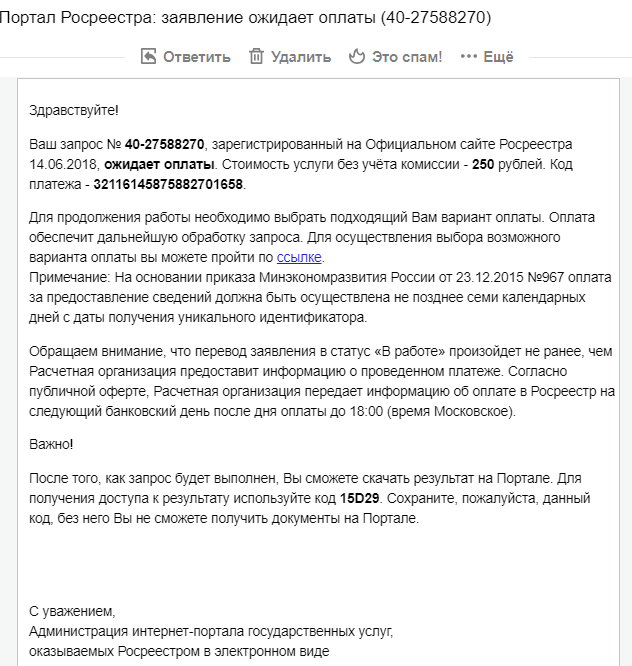 Портал Росреестра: заявление ожидает оплаты (40-27588270)
Ответить Удалить Это спам! Ещё
Здравствуйте!
Ваш запрос № 40-27588270, зарегистрированный на Официальном сайте Росреестра
14.06.2018, ожидает оплаты. Стоимость услуги без учёта комиссии - 250 рублей. Код
платежа - 32116145875882701658.
Для продолжения работы необходимо выбрать подходящий Вам вариант оплаты. Оплата
обеспечит дальнейшую обработку запроса. Для осуществления выбора возможного
варианта оплаты вы можете пройти по ссылке.
Примечание: На основании приказа Минэкономразвития России от 23.12.2015 №967 оплата
за предоставление сведений должна быть осуществлена не позднее семи календарных
дней с даты получения уникального идентификатора.
Обращаем внимание, что перевод заявления в статус «В работе» произойдет не ранее, чем
Расчетная организация предоставит информацию о проведенном платеже. Согласно
публичной оферте, Расчетная организация передает информацию об оплате в Росреестр на
следующий банковский день после дня оплаты до 18:00 (время Московское).
Важно!
После того, как запрос будет выполнен, Вы сможете скачать результат на Портале. Для
получения доступа к результату используйте код 15D29. Сохраните, пожалуйста, данный
код, без него Вы не сможете получить документы на Портале.
С уважением,
Администрация интернет-портала государственных услуг,
оказываемых Росреестром в электронном виде